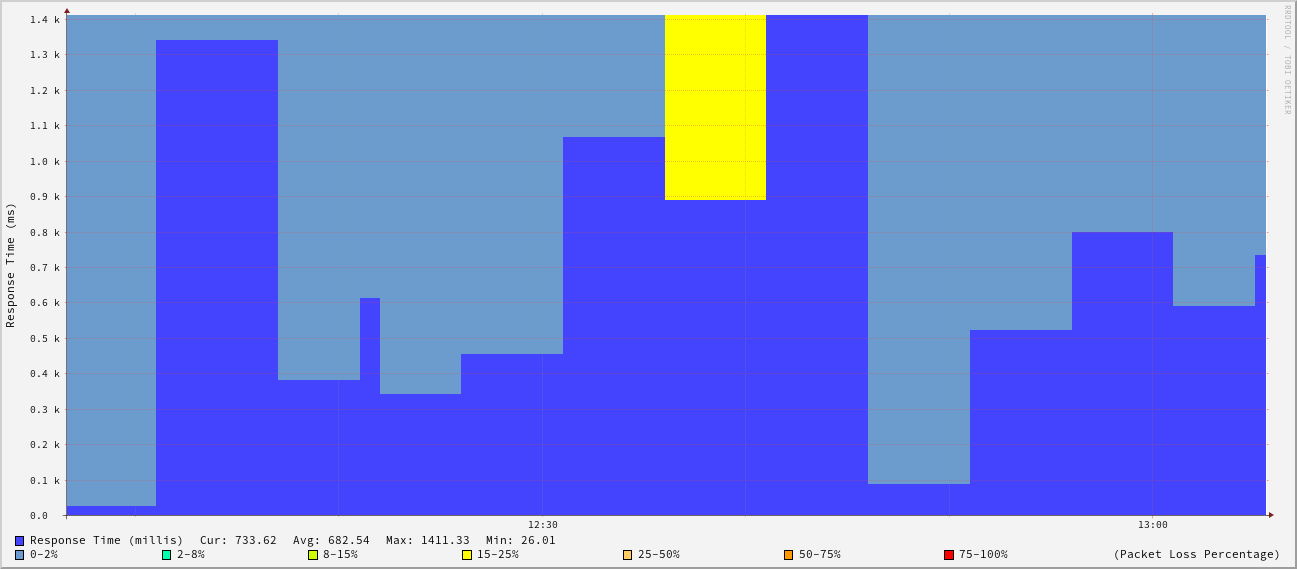 1.4 k
1.3 k
1.2 k
1.1 k
1.0 k
0.9 k
0.8 k
0.7 k
0.6 k
0.5 k
0.4 k
0.3 k
0.2 k
0.1 k
0.0
Response Time (ms)
RRDTOOL / TOBI OETIKER
12:30 13:00
Response Time (millis) Cur: 733.62 Avg: 682.54 Max: 1411.33 Min: 26.01
0-2% 2-8% 8-15% 15-25% 25-50% 50-75% 75-100% (Packet Loss Percentage)